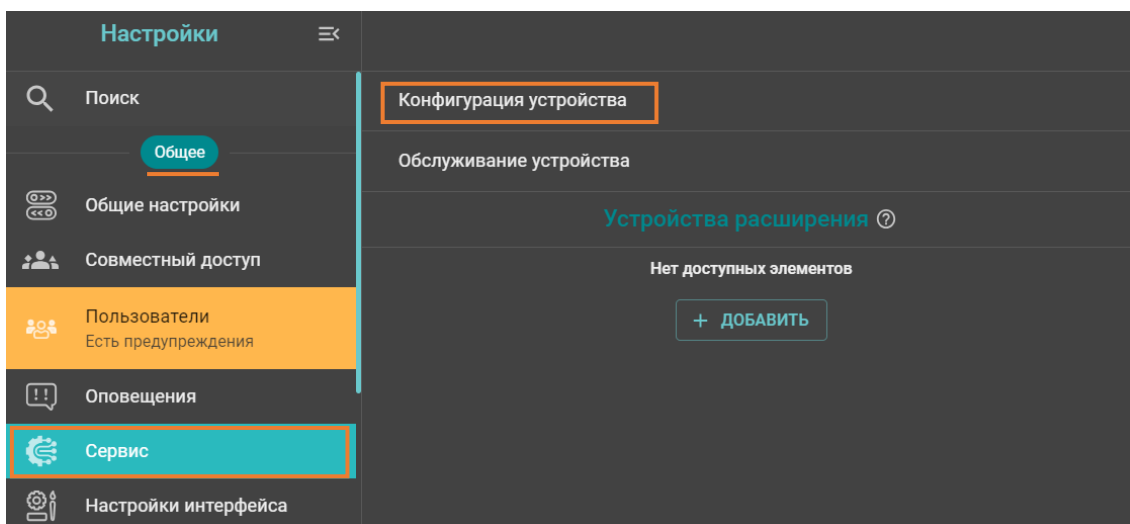 Настройки
Поиск
Общее
Общие настройки
Совместный доступ
Пользователи
Есть предупреждения
Оповещения
Сервис
Настройки интерфейса
Конфигурация устройства
Обслуживание устройства
Устройства расширения
Нет доступных элементов
+ ДОБАВИТЬ